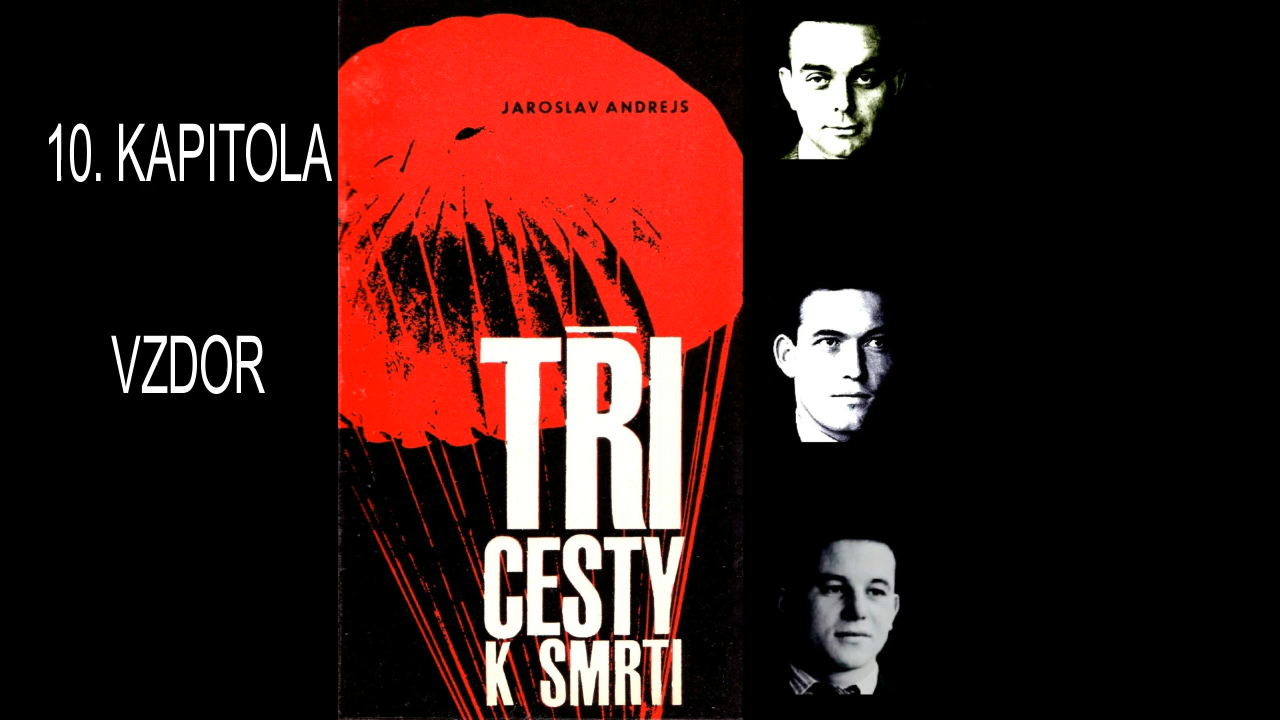 10. KAPITOLA
VZDOR
JAROSLAV ANDREJS
TŘI
CESTY
K SMRTI